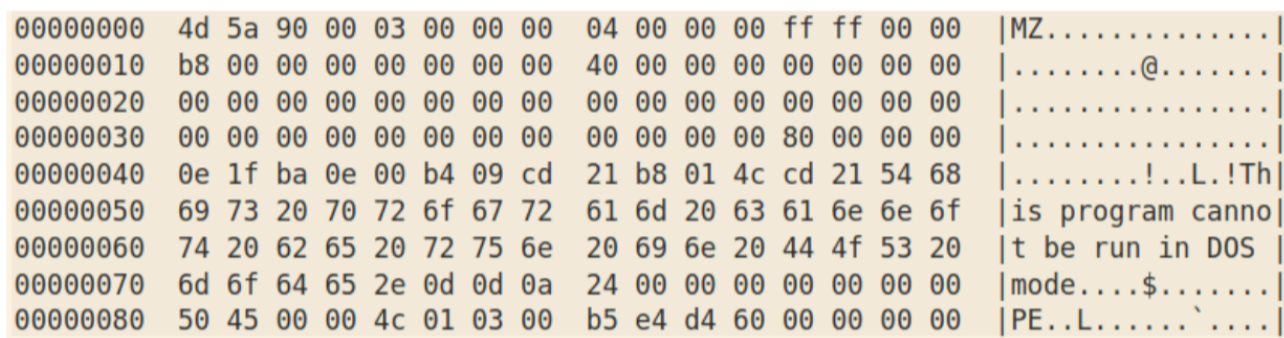 00000000  4d 5a 90 00 03 00 00 00  04 00 00 00 ff ff 00 00  |MZ..............|
00000010  b8 00 00 00 00 00 00 00  40 00 00 00 00 00 00 00  |........@.......|
00000020  00 00 00 00 00 00 00 00  00 00 00 00 00 00 00 00  |................|
00000030  00 00 00 00 00 00 00 00  00 00 00 00 80 00 00 00  |................|
00000040  0e 1f ba 0e 00 b4 09 cd  21 b8 01 4c cd 21 54 68  |........!..L.!Th|
00000050  69 73 20 70 72 6f 67 72  61 6d 20 63 61 6e 6e 6f  |is program canno|
00000060  74 20 62 65 20 72 75 6e  20 69 6e 20 44 4f 53 20  |t be run in DOS |
00000070  6d 6f 64 65 2e 0d 0d 0a  24 00 00 00 00 00 00 00  |mode....$.......|
00000080  50 45 00 00 4c 01 03 00  b5 e4 d4 60 00 00 00 00  |PE..L......`....|